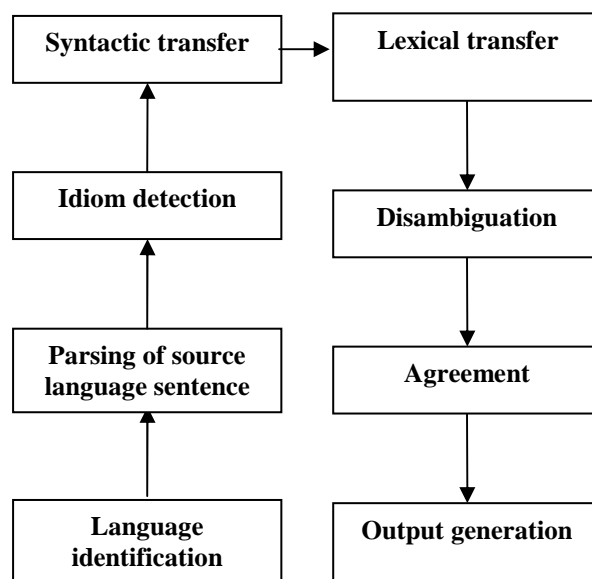 Syntactic transfer
Lexical transfer
Idiom detection
Disambiguation
Parsing of source
language sentence
Agreement
Language
identification
Output generation